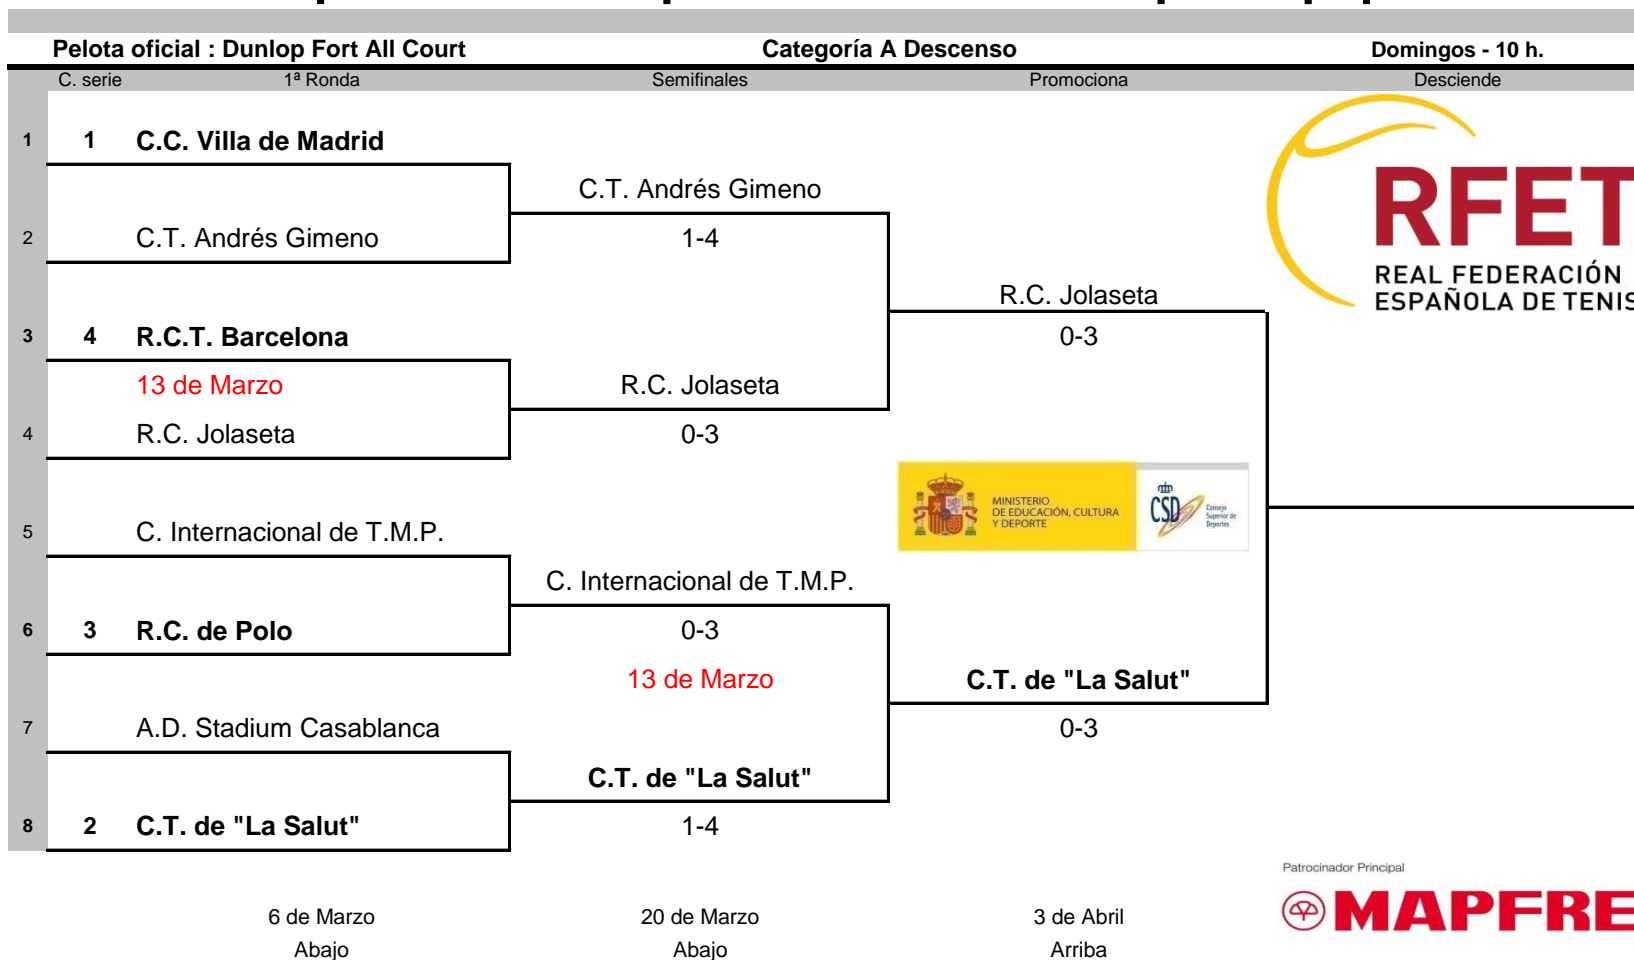 Pelota oficial : Dunlop Fort All Court Categoría A Descenso Domingos - 10 h.
C. serie 1ª Ronda Semifinales Promociona Desciende
1 1 C.C. Villa de Madrid
C.T. Andrés Gimeno
2 C.T. Andrés Gimeno 1-4
RFET
REAL FEDERACIÓN
ESPAÑOLA DE TENIS
R.C. Jolaseta
3 4 R.C.T. Barcelona 0-3
13 de Marzo R.C. Jolaseta
4 R.C. Jolaseta 0-3
MINISTERIO
DE EDUCACIÓN, CULTURA
Y DEPORTE
CSD
Consejo
Superior de
Deportes
5 C. Internacional de T.M.P.
C. Internacional de T.M.P.
6 3 R.C. de Polo 0-3
13 de Marzo C.T. de "La Salut"
7 A.D. Stadium Casablanca 0-3
C.T. de "La Salut"
8 2 C.T. de "La Salut" 1-4
Patrocinador Principal
MAPFRE
6 de Marzo 20 de Marzo 3 de Abril
Abajo Abajo Arriba